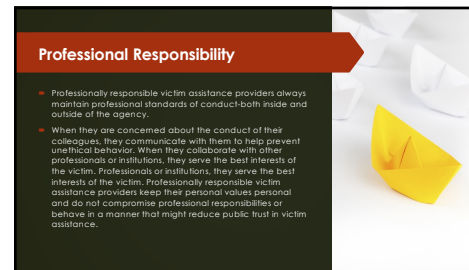 Professional Responsibility
Professionally responsible victim assistance providers always
maintain professional standards of conduct-both inside and
outside of the agency.
When they are concerned about the conduct of their
colleagues, they communicate with them to help prevent
unethical behavior. When they collaborate with other
professionals or institutions, they serve the best interests of
the victim. Professionals or institutions, they serve the best
interests of the victim. Professionally responsible victim
assistance providers keep their personal values personal
and do not compromise professional responsibilities or
behave in a manner that might reduce public trust in victim
assistance.